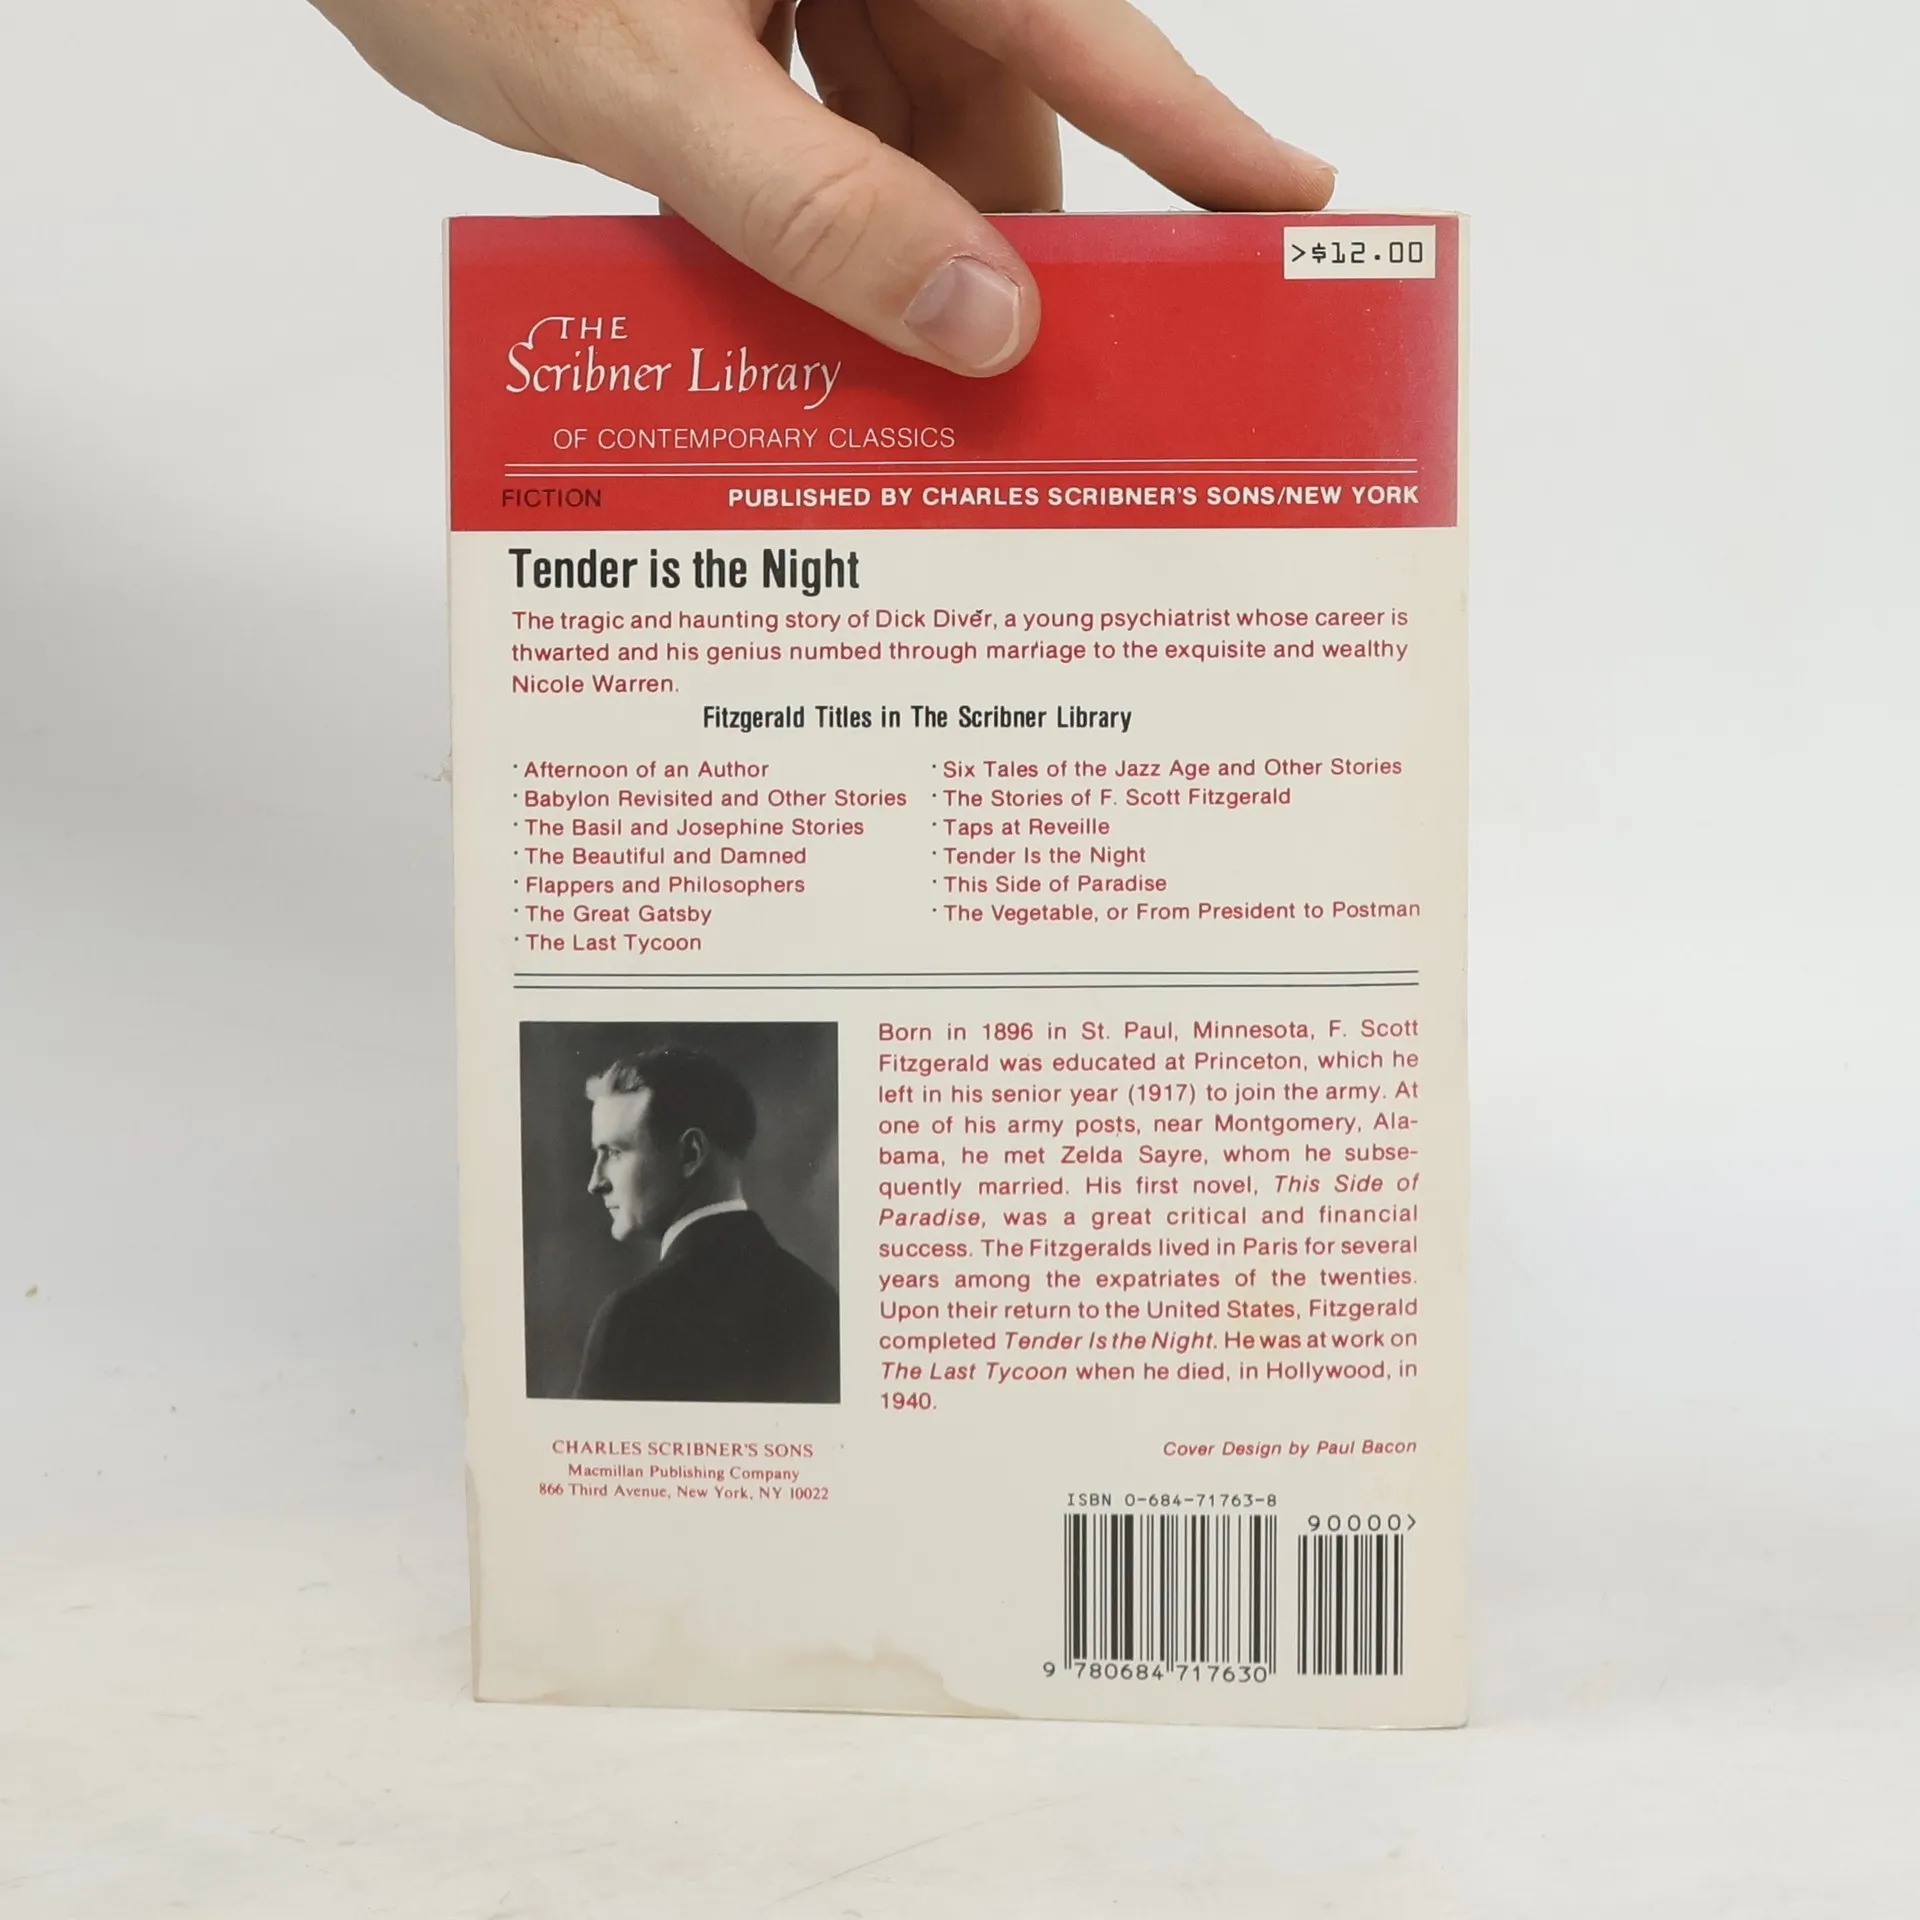 >$12.00
THE
Scribner Library
OF CONTEMPORARY CLASSICS
FICTION PUBLISHED BY CHARLES SCRIBNER'S SONS/NEW YORK
Tender is the Night
The tragic and haunting story of Dick Diver, a young psychiatrist whose career is
thwarted and his genius numbed through marriage to the exquisite and wealthy
Nicole Warren.
Fitzgerald Titles in The Scribner Library
· Afternoon of an Author
· Babylon Revisited and Other Stories
· The Basil and Josephine Stories
· The Beautiful and Damned
· Flappers and Philosophers
· The Great Gatsby
· The Last Tycoon
· Six Tales of the Jazz Age and Other Stories
· The Stories of F. Scott Fitzgerald
· Taps at Reveille
· Tender Is the Night
· This Side of Paradise
· The Vegetable, or From President to Postman
Born in 1896 in St. Paul, Minnesota, F. Scott
Fitzgerald was educated at Princeton, which he
left in his senior year (1917) to join the army. At
one of his army posts, near Montgomery, Ala-
bama, he met Zelda Sayre, whom he subse-
quently married. His first novel, This Side of
Paradise, was a great critical and financial
success. The Fitzgeralds lived in Paris for several
years among the expatriates of the twenties.
Upon their return to the United States, Fitzgerald
completed Tender Is the Night. He was at work on
The Last Tycoon when he died, in Hollywood, in
1940.
CHARLES SCRIBNER'S SONS
Macmillan Publishing Company
866 Third Avenue, New York, NY 10022
Cover Design by Paul Bacon
ISBN 0-684-71763-8
90000>
9 780684 717630